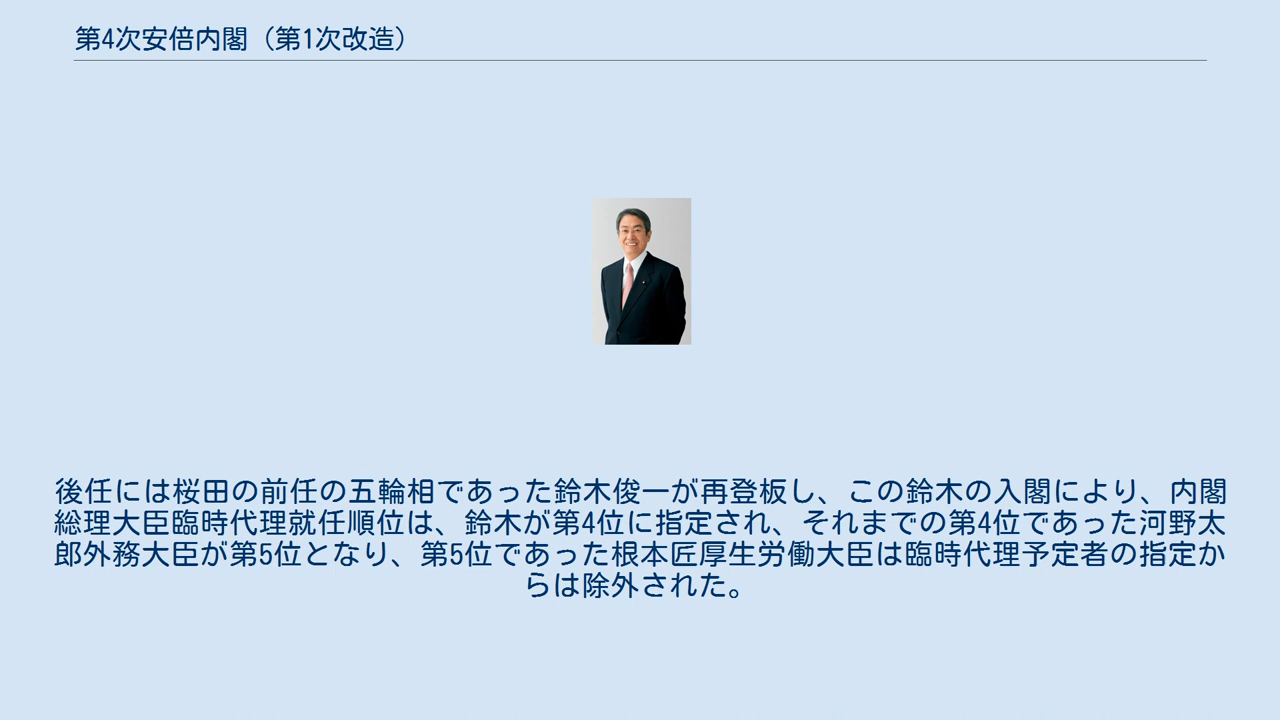 第4次安倍内閣（第1次改造）
後任には桜田の前任の五輪相であった鈴木俊一が再登板し、この鈴木の入閣により、内閣
総理大臣臨時代理就任順位は、鈴木が第4位に指定され、それまでの第4位であった河野太
郎外務大臣が第5位となり、第5位であった根本匠厚生労働大臣は臨時代理予定者の指定か
らは除外された。